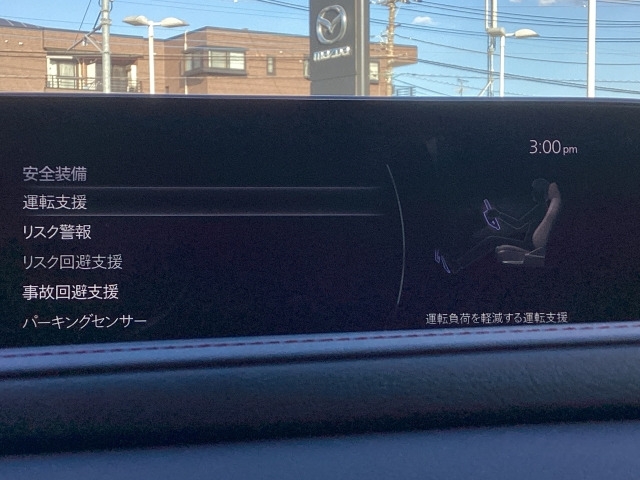 mazda
3:00pm
安全装備
運転支援
リスク警報
リスク回避支援
事故回避支援
パーキングセンサー
運転負荷を軽減する運転支援